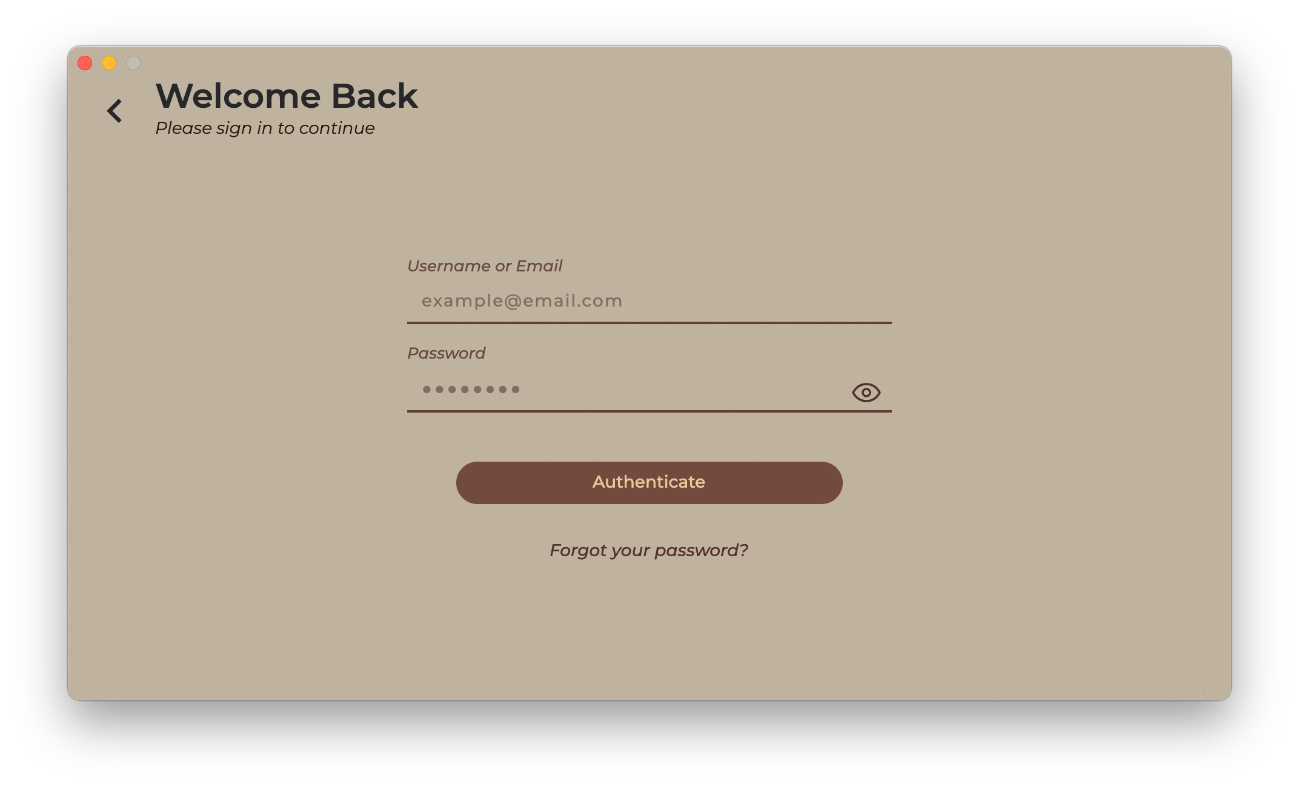 Welcome Back
Please sign in to continue
Username or Email
example@email.com
Password
••••••••
Authenticate
Forgot your password?